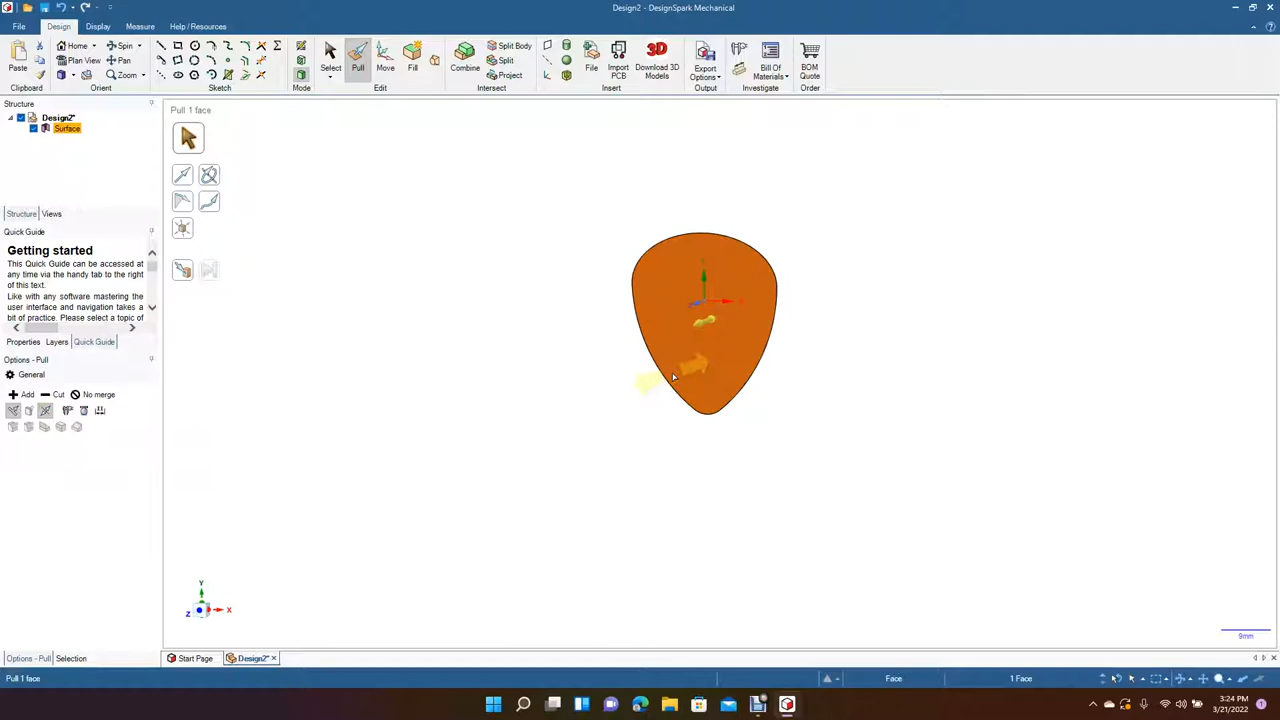 Design2 - DesignSpark Mechanical
File Design Display Measure Help / Resources
Paste
Clipboard
Home Spin
Plan View Pan
Zoom
Orient
Sketch
Mode
Select Pull Move Fill
Edit
Combine
Split Body
Split
Project
Intersect
File
Import PCB
3D
Download 3D Models
Insert
Export Options
Output
Bill Of Materials
Investigate
BOM Quote
Order
Structure
Design2*
Surface
Structure Views
Quick Guide
Getting started
This Quick Guide can be accessed
at any time via the handy tab to the right
of this text.
Like with any software mastering the
user interface and navigation takes a
bit of practice. Please select a topic of
Properties Layers Quick Guide
Options - Pull
General
Add Cut No merge
Pull 1 face
Y
Z X
9mm
Options - Pull Selection
Start Page Design2*
Pull 1 face Face 1 Face
3:24 PM
3/21/2022